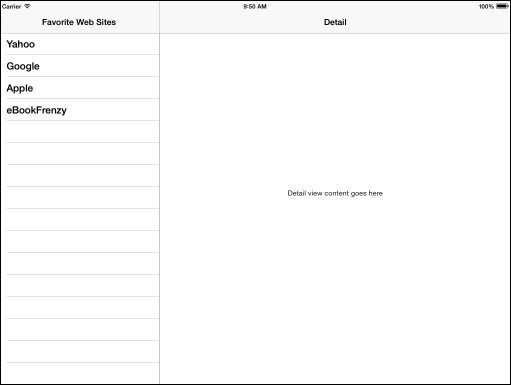 Carrier 9:50 AM 100%
Favorite Web Sites Detail
Yahoo
Google
Apple
eBookFrenzy
Detail view content goes here